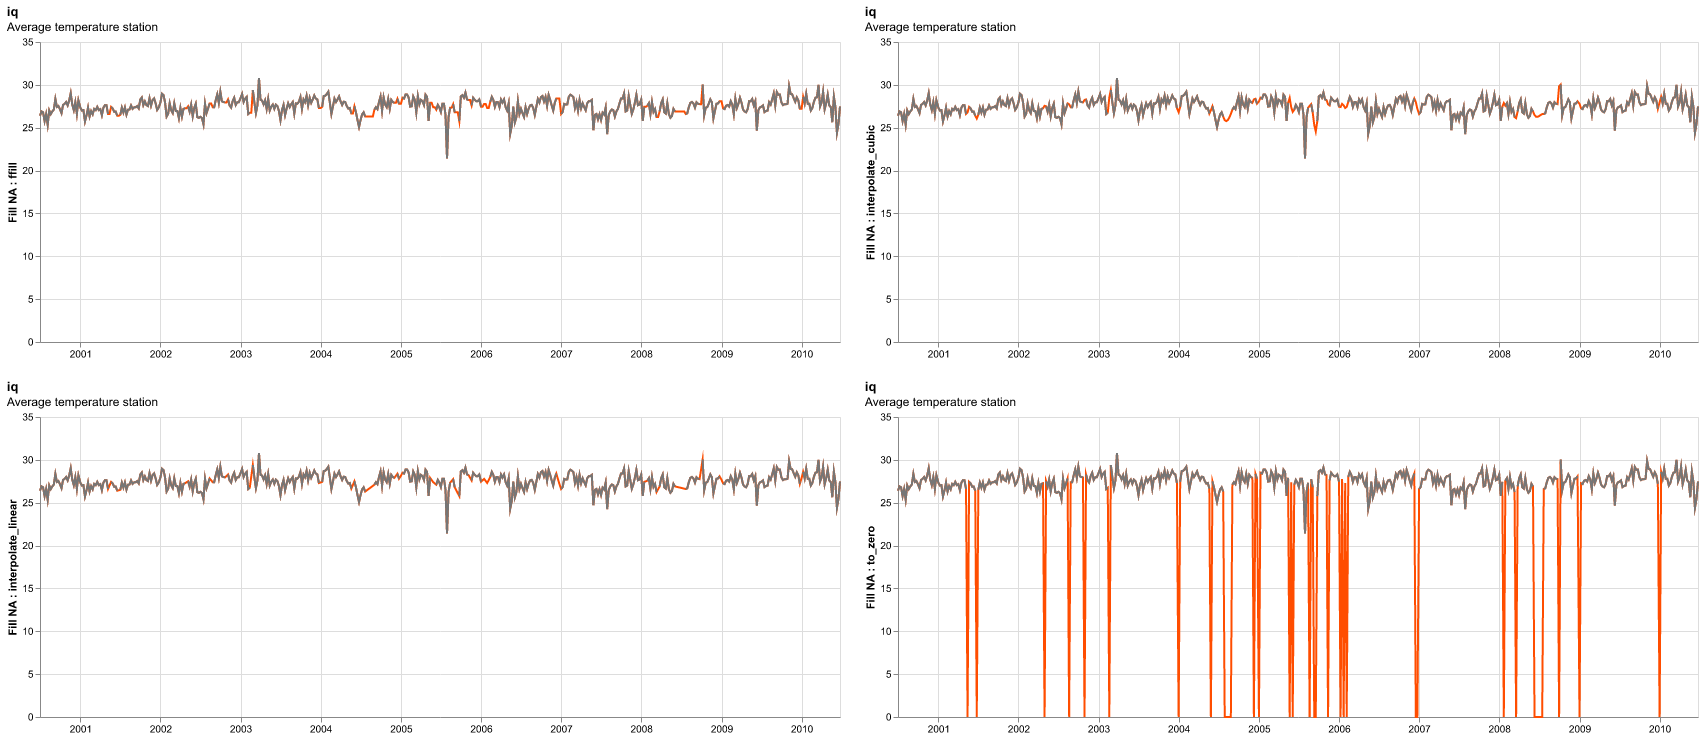 iq
Average temperature station
35
30
25
20
15
10
5
0
Fill NA : ffill
2001 2002 2003 2004 2005 2006 2007 2008 2009 2010
iq
Average temperature station
35
30
25
20
15
10
5
0
Fill NA : interpolate_cubic
2001 2002 2003 2004 2005 2006 2007 2008 2009 2010
iq
Average temperature station
35
30
25
20
15
10
5
0
Fill NA : interpolate_linear
2001 2002 2003 2004 2005 2006 2007 2008 2009 2010
iq
Average temperature station
35
30
25
20
15
10
5
0
Fill NA : to_zero
2001 2002 2003 2004 2005 2006 2007 2008 2009 2010